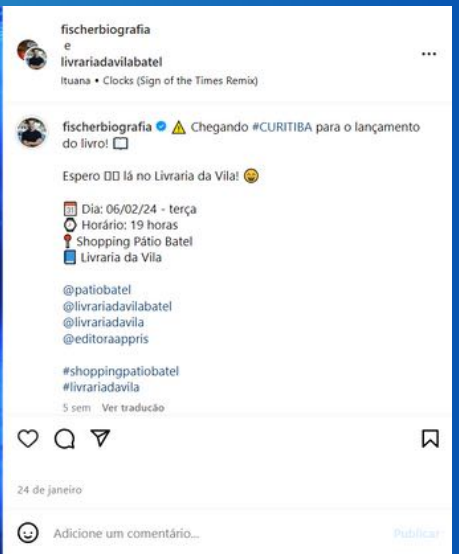 fischerbiografia
e
livrariadavilabatel
Ituana • Clocks (Sign of the Times Remix)
fischerbiografia Chegando #CURITIBA para o lançamento
do livro!
Espero lá no Livraria da Vila!
Dia: 06/02/24 - terça
Horário: 19 horas
Shopping Pátio Batel
Livraria da Vila
@patiobatel
@livrariadavilabatel
@livrariadavila
@editoraappris
#shoppingpatiobatel
#livrariadavila
5 sem Ver tradução
24 de janeiro
Adicione um comentário... Publicar